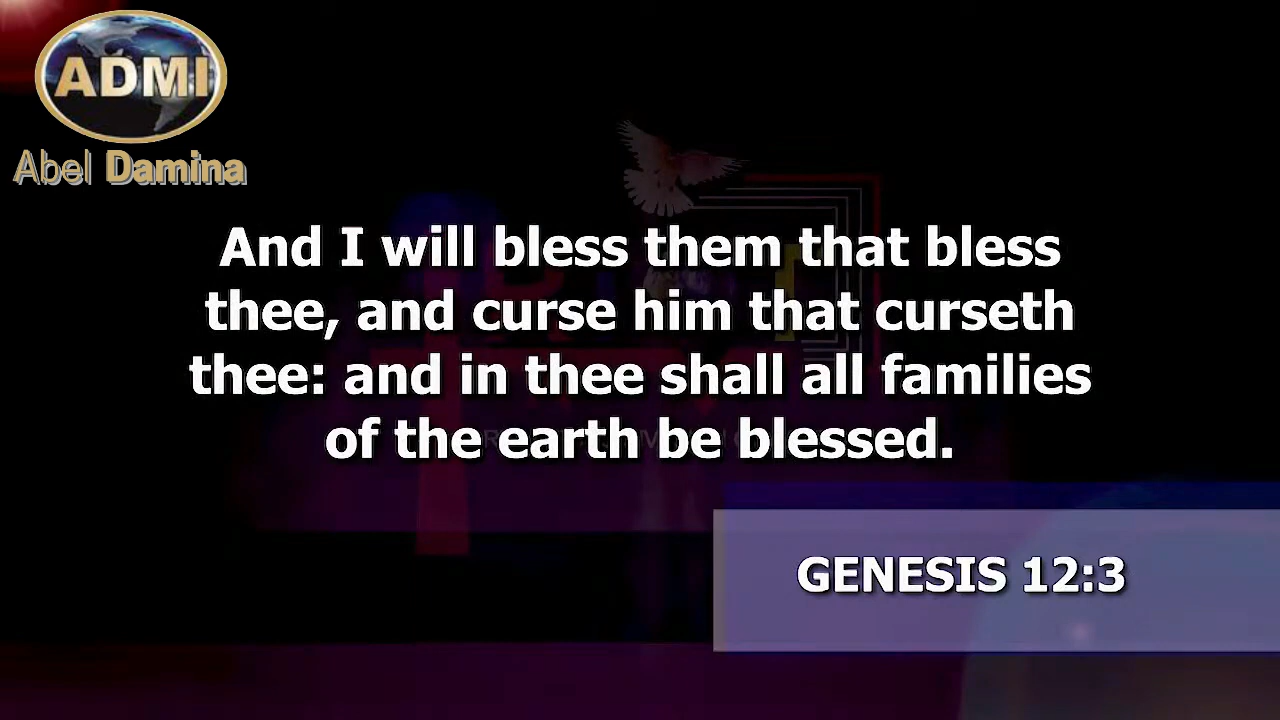 ADMI
Abel Damina
And I will bless them that bless
thee, and curse him that curseth
thee: and in thee shall all families
of the earth be blessed.
GENESIS 12:3